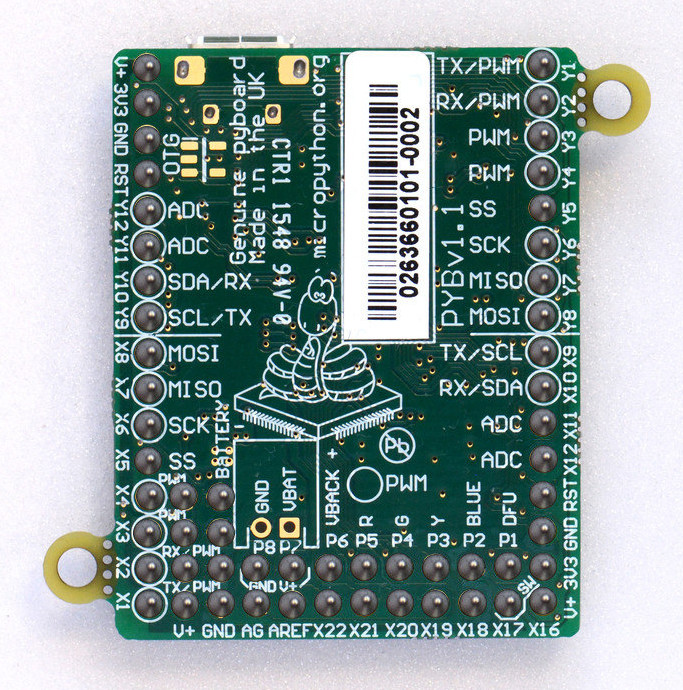 V+
3V3
GND
RST
Y12
Y11
Y10
Y9
X8
X7
X6
X5
X4
X3
X2
X1
OTG
ADC
ADC
SDA/RX
SCL/TX
MOSI
MISO
SCK
SS
PWM
PWM
RX/PWM
TX/PWM
Genuine pyboard
Made in the UK
CTR1 1548 94V-0
micropython.org
0263660101-0002
PYBv1.1
TX/PWM
RX/PWM
PWM
PWM
SS
SCK
MISO
MOSI
TX/SCL
RX/SDA
ADC
ADC
Y1
Y2
Y3
Y4
Y5
Y6
Y7
Y8
X9
X10
X11
X12
RST
GND
3V3
V+
BATTERY
- +
GND
VBAT
VBACK
Pb
PWM
R
G
Y
BLUE
DFU
P8 P7 P6 P5 P4 P3 P2 P1
GND V+
SW
V+ GND AG AREF X22 X21 X20 X19 X18 X17 X16